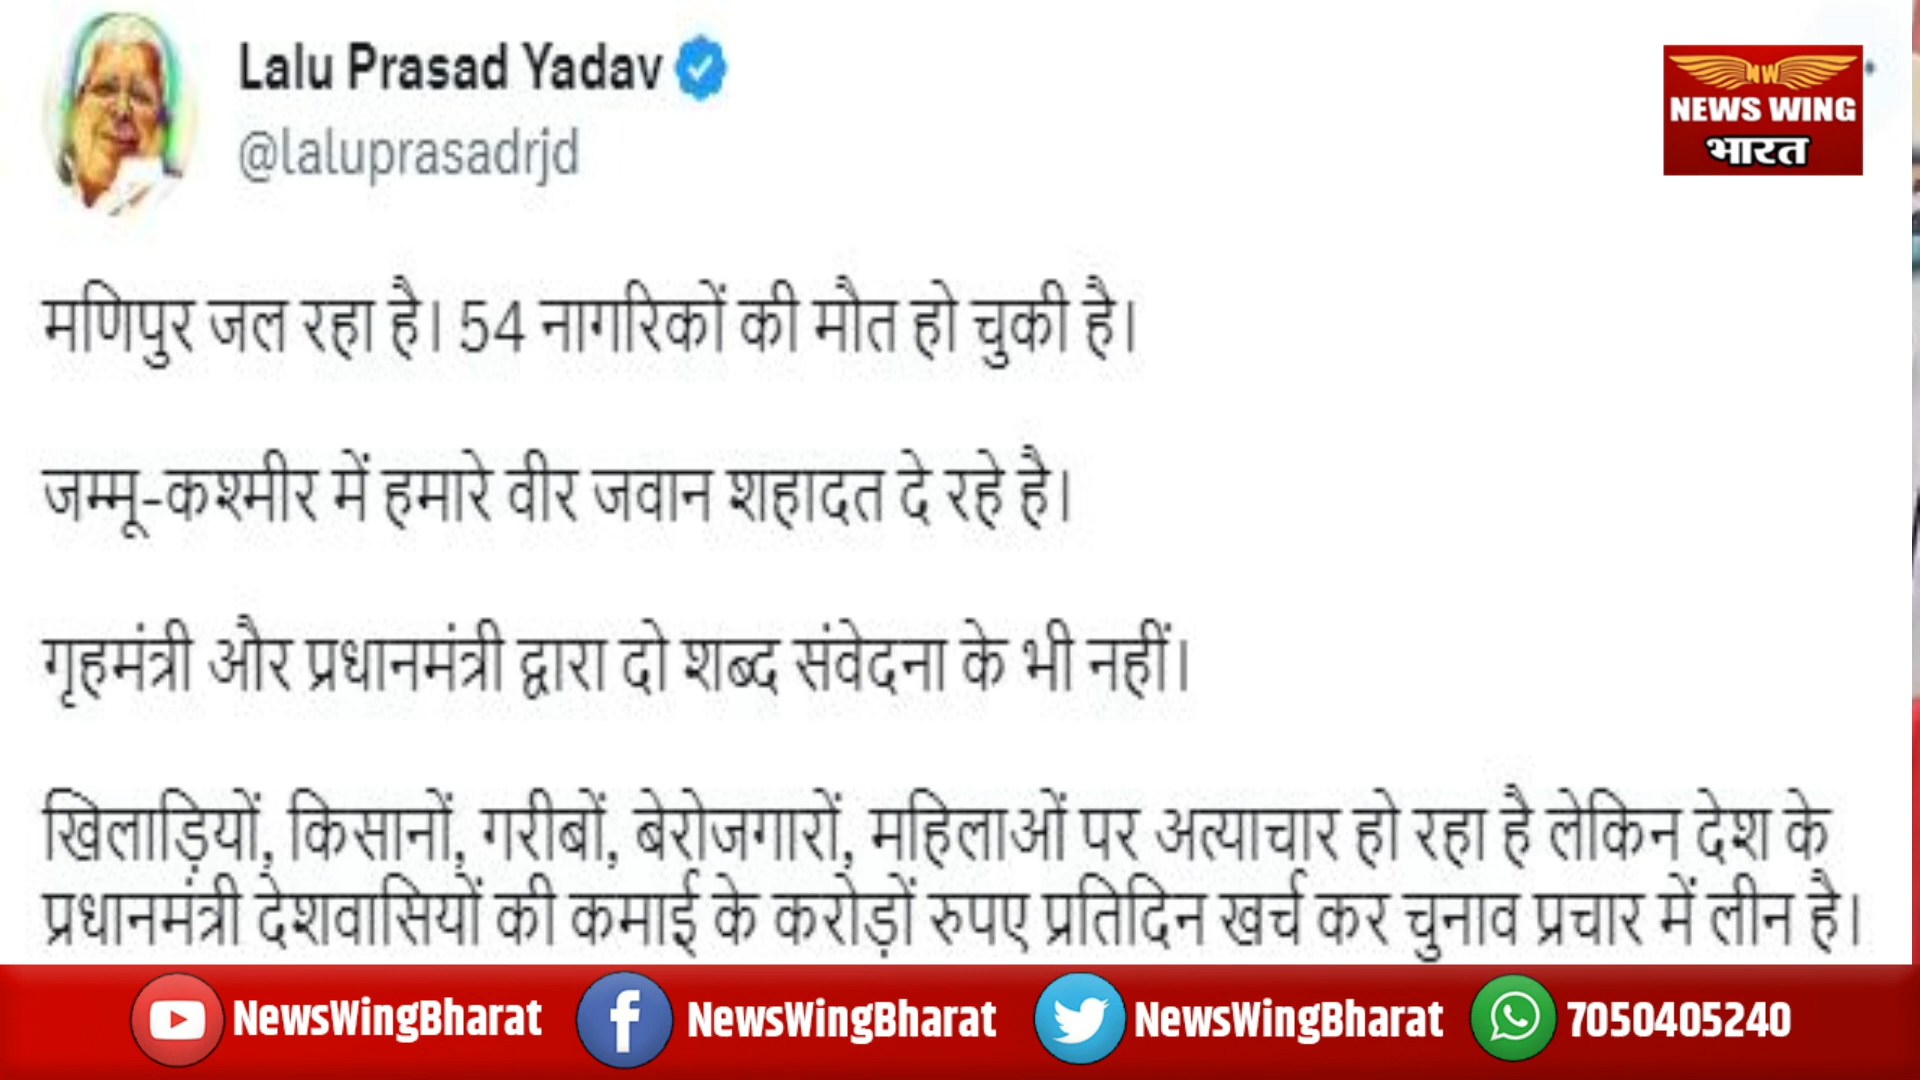 Lalu Prasad Yadav
@laluprasadrjd
NW
NEWS WING
भारत
मणिपुर जल रहा है। 54 नागरिकों की मौत हो चुकी है।
जम्मू-कश्मीर में हमारे वीर जवान शहादत दे रहे है।
गृहमंत्री और प्रधानमंत्री द्वारा दो शब्द संवेदना के भी नहीं।
खिलाड़ियों, किसानों, गरीबों, बेरोजगारों, महिलाओं पर अत्याचार हो रहा है लेकिन देश के
प्रधानमंत्री देशवासियों की कमाई के करोड़ों रुपए प्रतिदिन खर्च कर चुनाव प्रचार में लीन है।
NewsWingBharat NewsWingBharat NewsWingBharat 7050405240